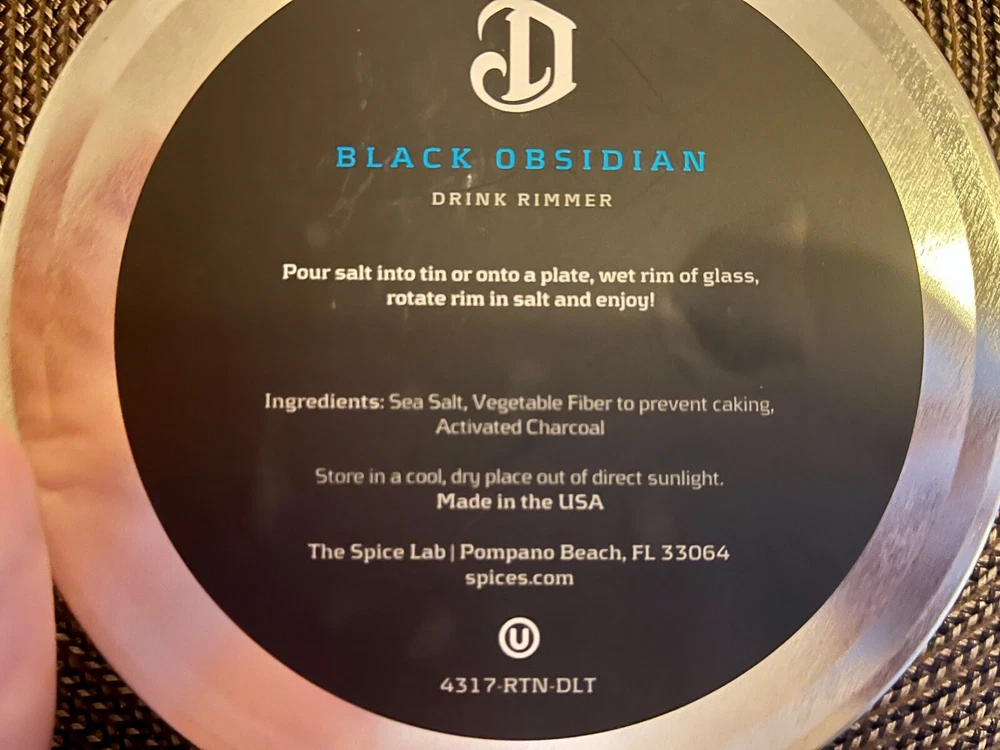 D
BLACK OBSIDIAN
DRINK RIMMER
Pour salt into tin or onto a plate, wet rim of glass,
rotate rim in salt and enjoy!
Ingredients: Sea Salt, Vegetable Fiber to prevent caking,
Activated Charcoal
Store in a cool, dry place out of direct sunlight.
Made in the USA
The Spice Lab | Pompano Beach, FL 33064
spices.com
U
4317-RTN-DLT